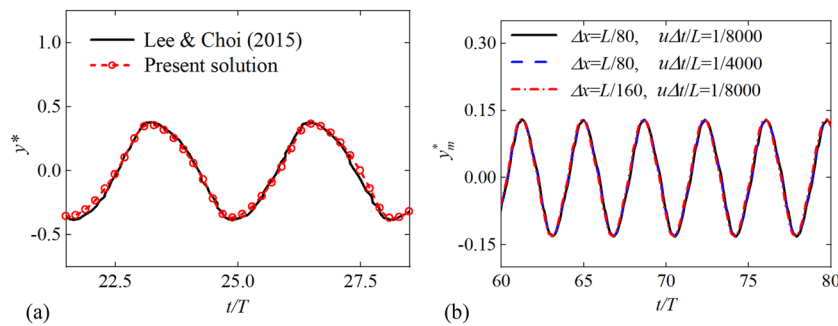 Lee & Choi (2015)
Present solution
1.0
0.5
0.0
-0.5
y*
22.5 25.0 27.5
t/T
(a)
Δx=L/80, uΔt/L=1/8000
Δx=L/80, uΔt/L=1/4000
Δx=L/160, uΔt/L=1/8000
0.30
0.15
0.00
-0.15
y*m
60 65 70 75 80
t/T
(b)